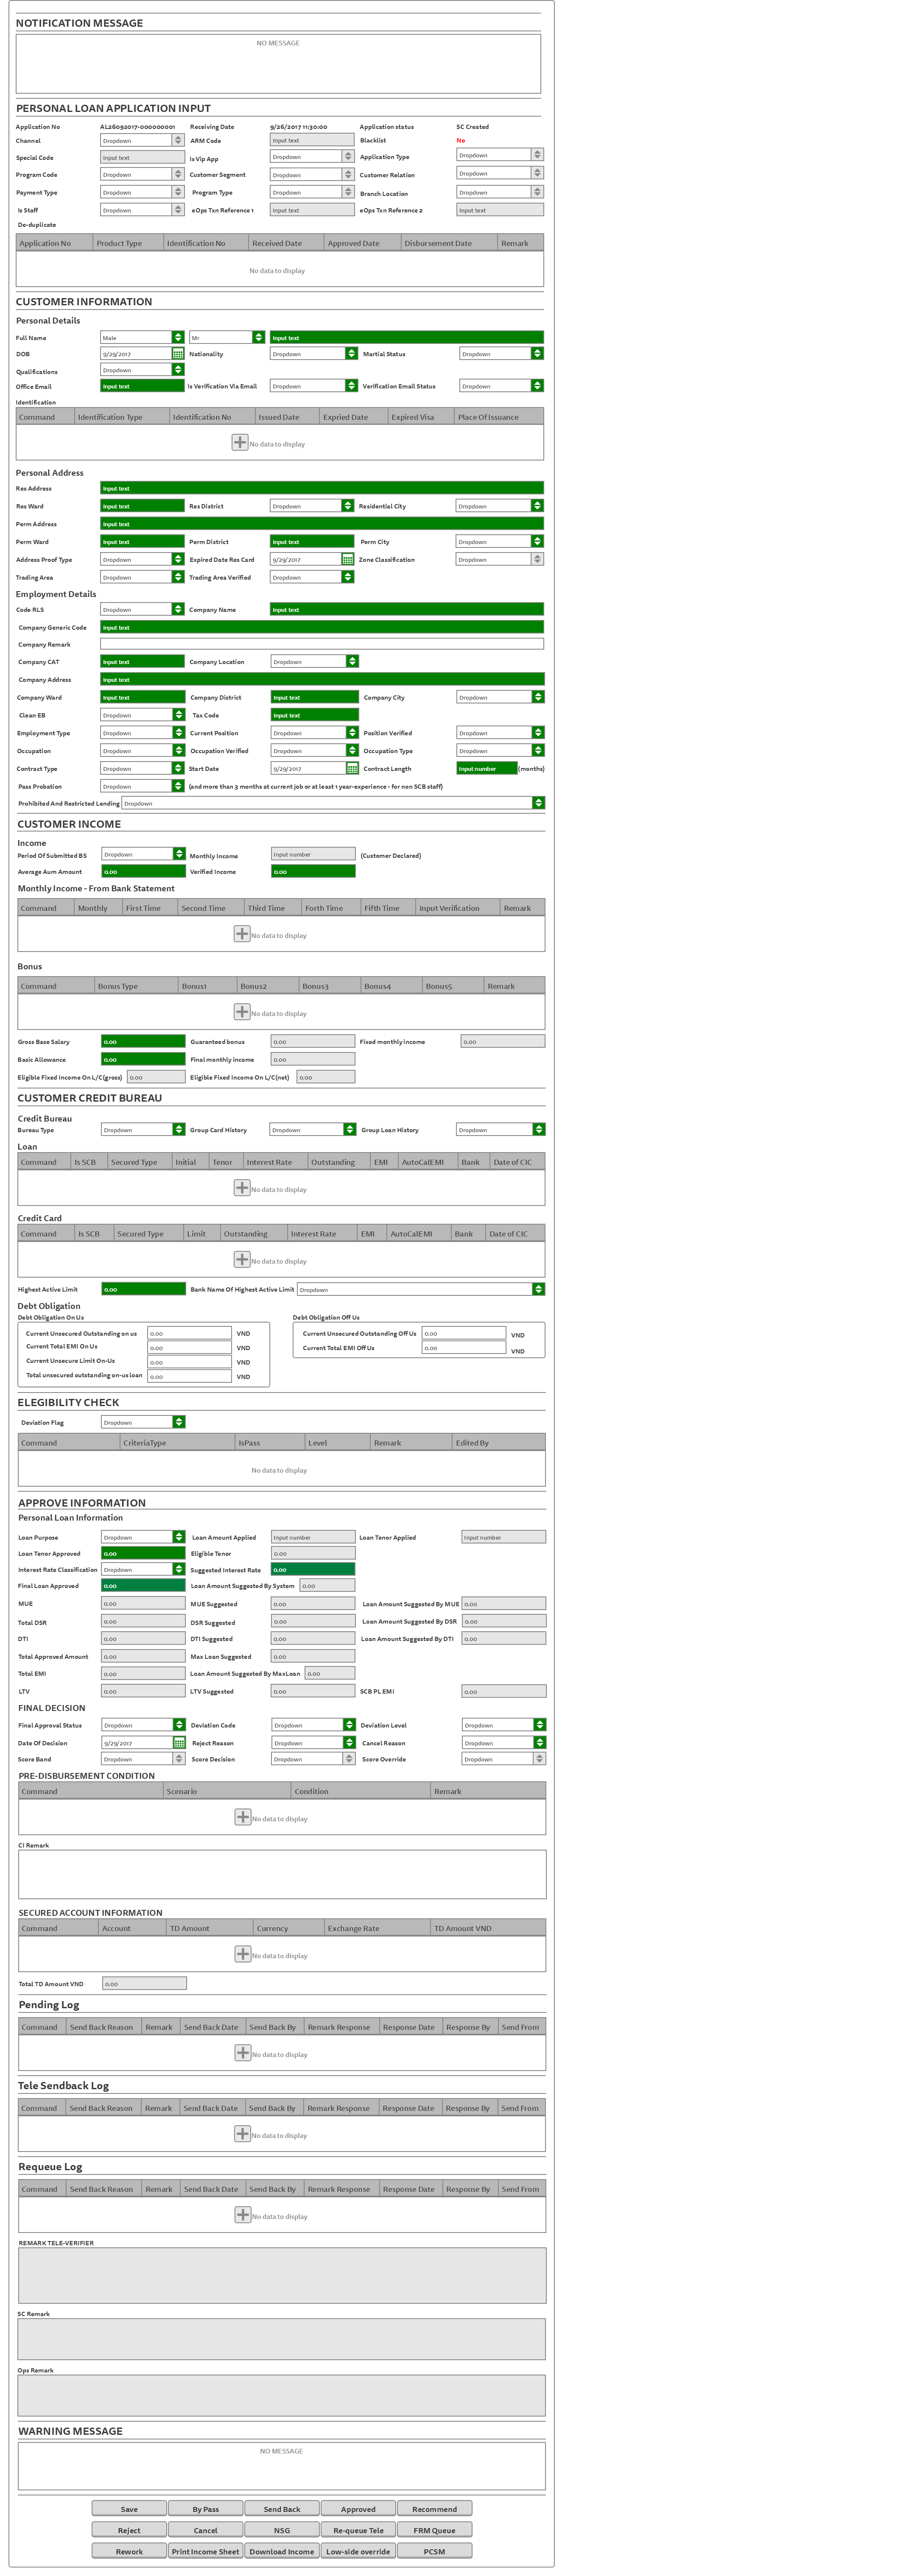 NOTIFICATION MESSAGE
NO MESSAGE
PERSONAL LOAN APPLICATION INPUT
Application No AL26092017-000000001 Receiving Date 9/26/2017 11:30:00 Application status SC Created
Channel Dropdown ARM Code Input text Blacklist No
Special Code Input text Is Vip App Dropdown Application Type Dropdown
Program Code Dropdown Customer Segment Dropdown Customer Relation Dropdown
Payment Type Dropdown Program Type Dropdown Branch Location Dropdown
Is Staff Dropdown eOps Txn Reference 1 Input text eOps Txn Reference 2 Input text
De-duplicate
Application No Product Type Identification No Received Date Approved Date Disbursement Date Remark
No data to display
CUSTOMER INFORMATION
Personal Details
Full Name Male Mr Input text
DOB 9/29/2017 Nationality Dropdown Martial Status Dropdown
Qualifications Dropdown
Office Email Input text Is Verification Via Email Dropdown Verification Email Status Dropdown
Identification
Command Identification Type Identification No Issued Date Expried Date Expired Visa Place Of Issuance
No data to display
Personal Address
Res Address Input text
Res Ward Input text Res District Dropdown Residential City Dropdown
Perm Address Input text
Perm Ward Input text Perm District Input text Perm City Dropdown
Address Proof Type Dropdown Expired Date Res Card 9/29/2017 Zone Classification Dropdown
Trading Area Dropdown Trading Area Verified Dropdown
Employment Details
Code RLS Dropdown Company Name Input text
Company Generic Code Input text
Company Remark
Company CAT Input text Company Location Dropdown
Company Address Input text
Company Ward Input text Company District Input text Company City Dropdown
Clean EB Dropdown Tax Code Input text
Employment Type Dropdown Current Position Dropdown Position Verified Dropdown
Occupation Dropdown Occupation Verified Dropdown Occupation Type Dropdown
Contract Type Dropdown Start Date 9/29/2017 Contract Length Input number (months)
Pass Probation Dropdown (and more than 3 months at current job or at least 1 year-experience - for non SCB staff)
Prohibited And Restricted Lending Dropdown
CUSTOMER INCOME
Income
Period Of Submitted BS Dropdown Monthly Income Input number (Customer Declared)
Average Aum Amount 0.00 Verified Income 0.00
Monthly Income - From Bank Statement
Command Monthly First Time Second Time Third Time Forth Time Fifth Time Input Verification Remark
No data to display
Bonus
Command Bonus Type Bonus1 Bonus2 Bonus3 Bonus4 Bonus5 Remark
No data to display
Gross Base Salary 0.00 Guaranteed bonus 0.00 Fixed monthly income 0.00
Basic Allowance 0.00 Final monthly income 0.00
Eligible Fixed Income On L/C(gross) 0.00 Eligible Fixed Income On L/C(net) 0.00
CUSTOMER CREDIT BUREAU
Credit Bureau
Bureau Type Dropdown Group Card History Dropdown Group Loan History Dropdown
Loan
Command Is SCB Secured Type Initial Tenor Interest Rate Outstanding EMI AutoCalEMI Bank Date of CIC
No data to display
Credit Card
Command Is SCB Secured Type Limit Outstanding Interest Rate EMI AutoCalEMI Bank Date of CIC
No data to display
Highest Active Limit 0.00 Bank Name Of Highest Active Limit Dropdown
Debt Obligation
Debt Obligation On Us Debt Obligation Off Us
Current Unsecured Outstanding on us 0.00 VND Current Unsecured Outstanding Off Us 0.00 VND
Current Total EMI On Us 0.00 VND Current Total EMI Off Us 0.00 VND
Current Unsecure Limit On-Us 0.00 VND
Total unsecured outstanding on-us loan 0.00 VND
ELEGIBILITY CHECK
Deviation Flag Dropdown
Command CriteriaType IsPass Level Remark Edited By
No data to display
APPROVE INFORMATION
Personal Loan Information
Loan Purpose Dropdown Loan Amount Applied Input number Loan Tenor Applied Input number
Loan Tenor Approved 0.00 Eligible Tenor 0.00
Interest Rate Classification Dropdown Suggested Interest Rate 0.00
Final Loan Approved 0.00 Loan Amount Suggested By System 0.00
MUE 0.00 MUE Suggested 0.00 Loan Amount Suggested By MUE 0.00
Total DSR 0.00 DSR Suggested 0.00 Loan Amount Suggested By DSR 0.00
DTI 0.00 DTI Suggested 0.00 Loan Amount Suggested By DTI 0.00
Total Approved Amount 0.00 Max Loan Suggested 0.00
Total EMI 0.00 Loan Amount Suggested By MaxLoan 0.00
LTV 0.00 LTV Suggested 0.00 SCB PL EMI 0.00
FINAL DECISION
Final Approval Status Dropdown Deviation Code Dropdown Deviation Level Dropdown
Date Of Decision 9/29/2017 Reject Reason Dropdown Cancel Reason Dropdown
Score Band Dropdown Score Decision Dropdown Score Override Dropdown
PRE-DISBURSEMENT CONDITION
Command Scenario Condition Remark
No data to display
CI Remark
SECURED ACCOUNT INFORMATION
Command Account TD Amount Currency Exchange Rate TD Amount VND
No data to display
Total TD Amount VND 0.00
Pending Log
Command Send Back Reason Remark Send Back Date Send Back By Remark Response Response Date Response By Send From
No data to display
Tele Sendback Log
Command Send Back Reason Remark Send Back Date Send Back By Remark Response Response Date Response By Send From
No data to display
Requeue Log
Command Send Back Reason Remark Send Back Date Send Back By Remark Response Response Date Response By Send From
No data to display
REMARK TELE-VERIFIER
SC Remark
Ops Remark
WARNING MESSAGE
NO MESSAGE
Save By Pass Send Back Approved Recommend
Reject Cancel NSG Re-queue Tele FRM Queue
Rework Print Income Sheet Download Income Low-side override PCSM